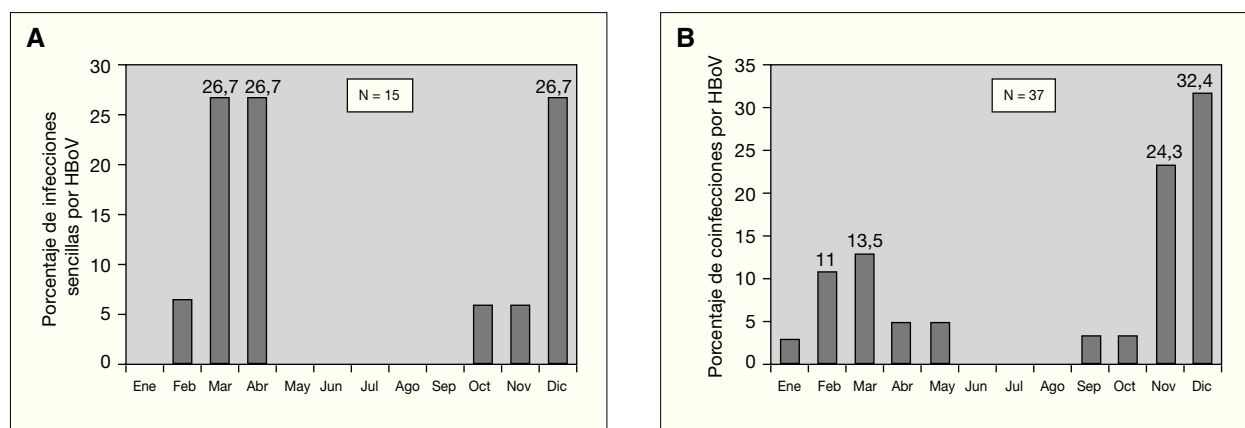 A
Porcentaje de infecciones
sencillas por HBoV
30
25
20
15
10
5
0
26,7 26,7 26,7
N = 15
Ene Feb Mar Abr May Jun Jul Ago Sep Oct Nov Dic
B
Porcentaje de coinfecciones por HBoV
35
30
25
20
15
10
5
0
11 13,5 24,3 32,4
N = 37
Ene Feb Mar Abr May Jun Jul Ago Sep Oct Nov Dic